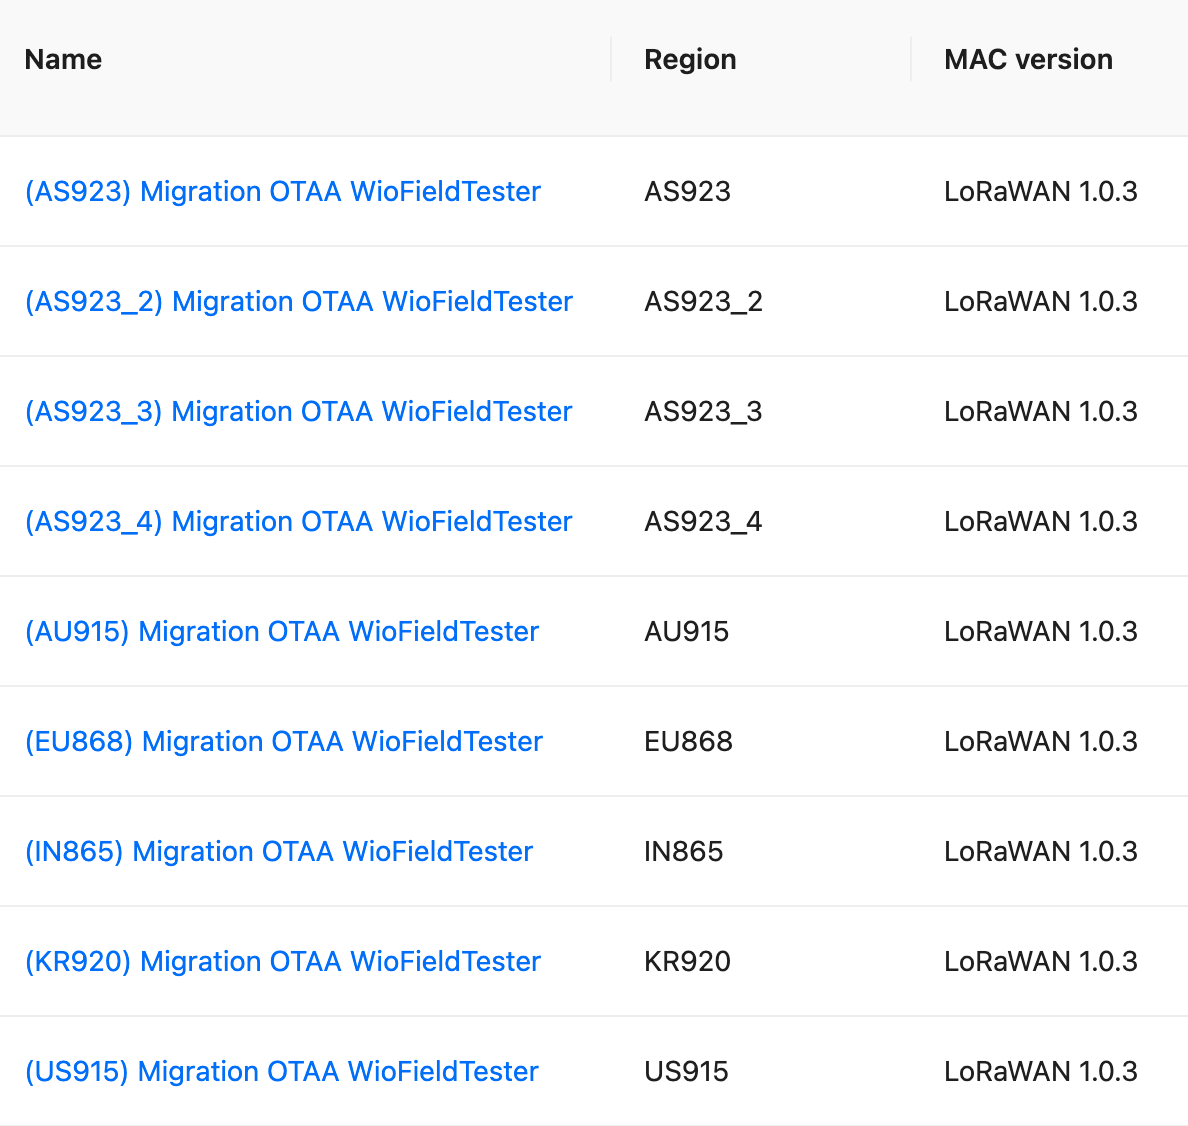 Name Region MAC version
(AS923) Migration OTAA WioFieldTester AS923 LoRaWAN 1.0.3
(AS923_2) Migration OTAA WioFieldTester AS923_2 LoRaWAN 1.0.3
(AS923_3) Migration OTAA WioFieldTester AS923_3 LoRaWAN 1.0.3
(AS923_4) Migration OTAA WioFieldTester AS923_4 LoRaWAN 1.0.3
(AU915) Migration OTAA WioFieldTester AU915 LoRaWAN 1.0.3
(EU868) Migration OTAA WioFieldTester EU868 LoRaWAN 1.0.3
(IN865) Migration OTAA WioFieldTester IN865 LoRaWAN 1.0.3
(KR920) Migration OTAA WioFieldTester KR920 LoRaWAN 1.0.3
(US915) Migration OTAA WioFieldTester US915 LoRaWAN 1.0.3